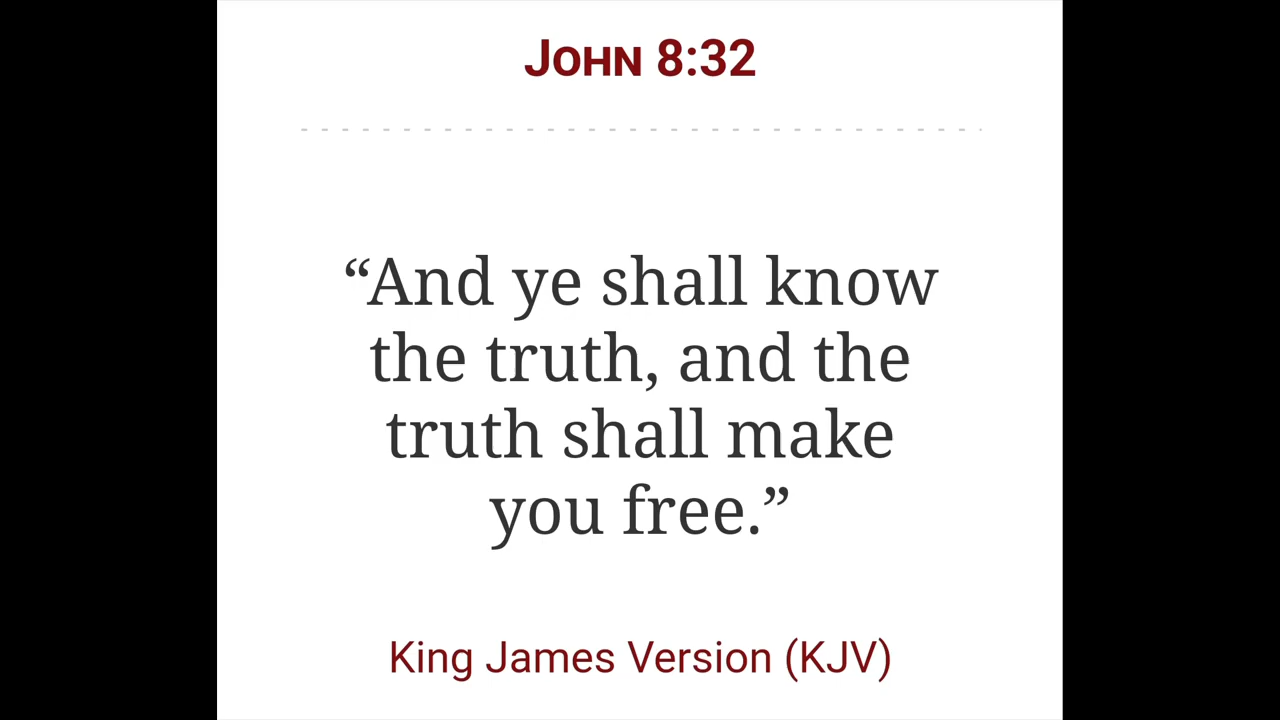 John 8:32
“And ye shall know
the truth, and the
truth shall make
you free.”
King James Version (KJV)